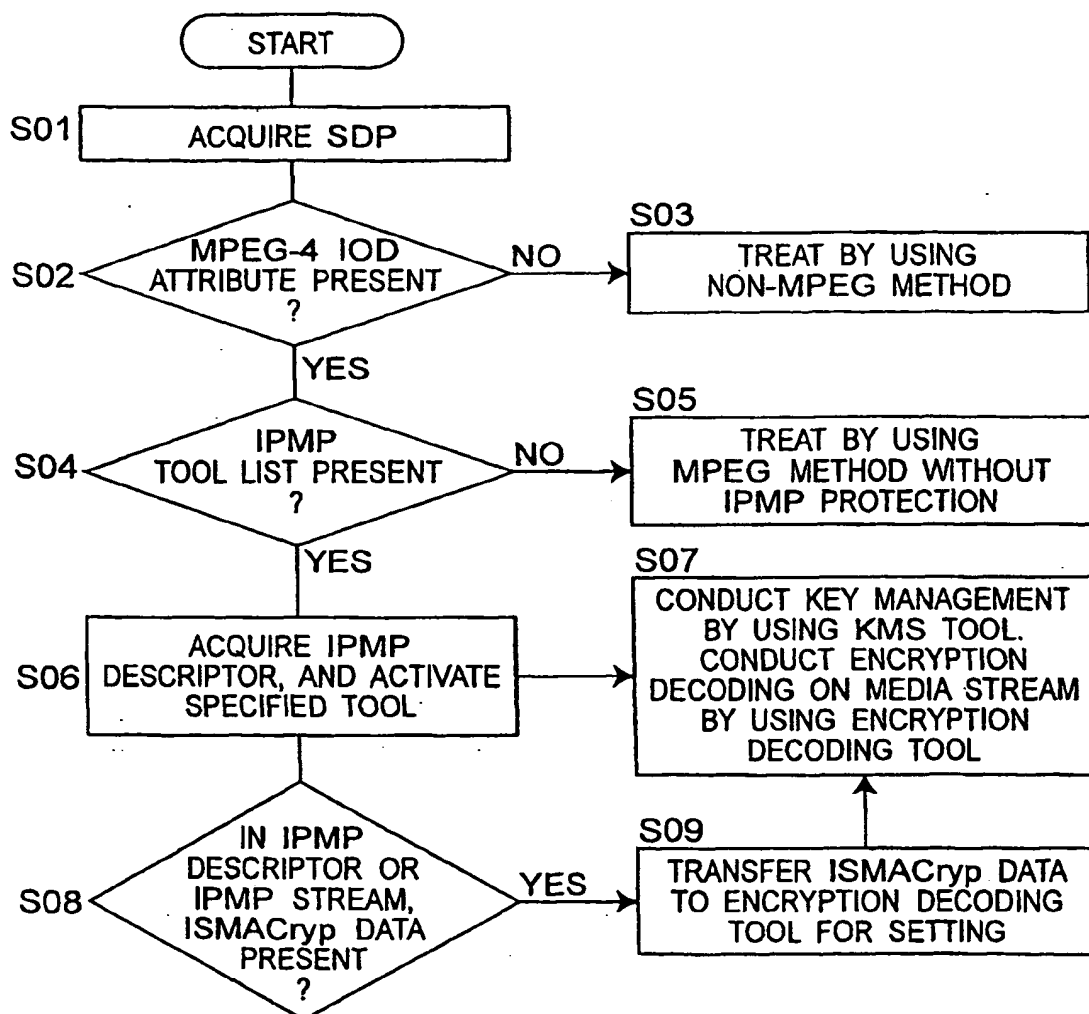 START
S01
ACQUIRE SDP
S02
MPEG-4 IOD
ATTRIBUTE PRESENT
?
NO
S03
TREAT BY USING
NON-MPEG METHOD
YES
S04
IPMP
TOOL LIST PRESENT
?
NO
S05
TREAT BY USING
MPEG METHOD WITHOUT
IPMP PROTECTION
YES
S06
ACQUIRE IPMP
DESCRIPTOR, AND ACTIVATE
SPECIFIED TOOL
S07
CONDUCT KEY MANAGEMENT
BY USING KMS TOOL.
CONDUCT ENCRYPTION
DECODING ON MEDIA STREAM
BY USING ENCRYPTION
DECODING TOOL
S08
IN IPMP
DESCRIPTOR OR
IPMP STREAM,
ISMACryp DATA
PRESENT
?
YES
S09
TRANSFER ISMACryp DATA
TO ENCRYPTION DECODING
TOOL FOR SETTING